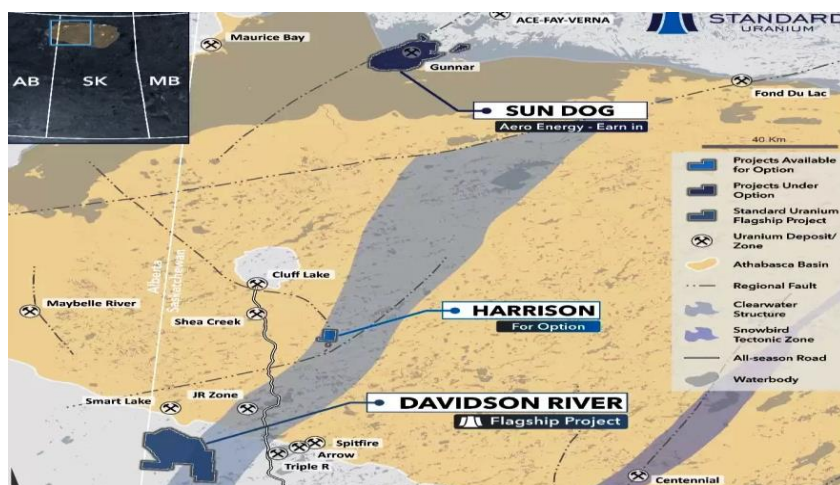 AB
SK
MB
Maurice Bay
ACE-FAY-VERNA
STANDARD
URANIUM
Gunnar
Fond Du Lac
SUN DOG
Aero Energy - Earn in
40 Km
Projects Available
for Option
Projects Under
Option
Standard Uranium
Flagship Project
Uranium Deposit/
Zone
Athabasca Basin
Regional Fault
Clearwater
Structure
Snowbird
Tectonic Zone
All-season Road
Waterbody
Alberta
Saskatchewan
Cluff Lake
Maybelle River
Shea Creek
HARRISON
For Option
Smart Lake
JR Zone
DAVIDSON RIVER
Flagship Project
Spitfire
Arrow
Triple R
Centennial